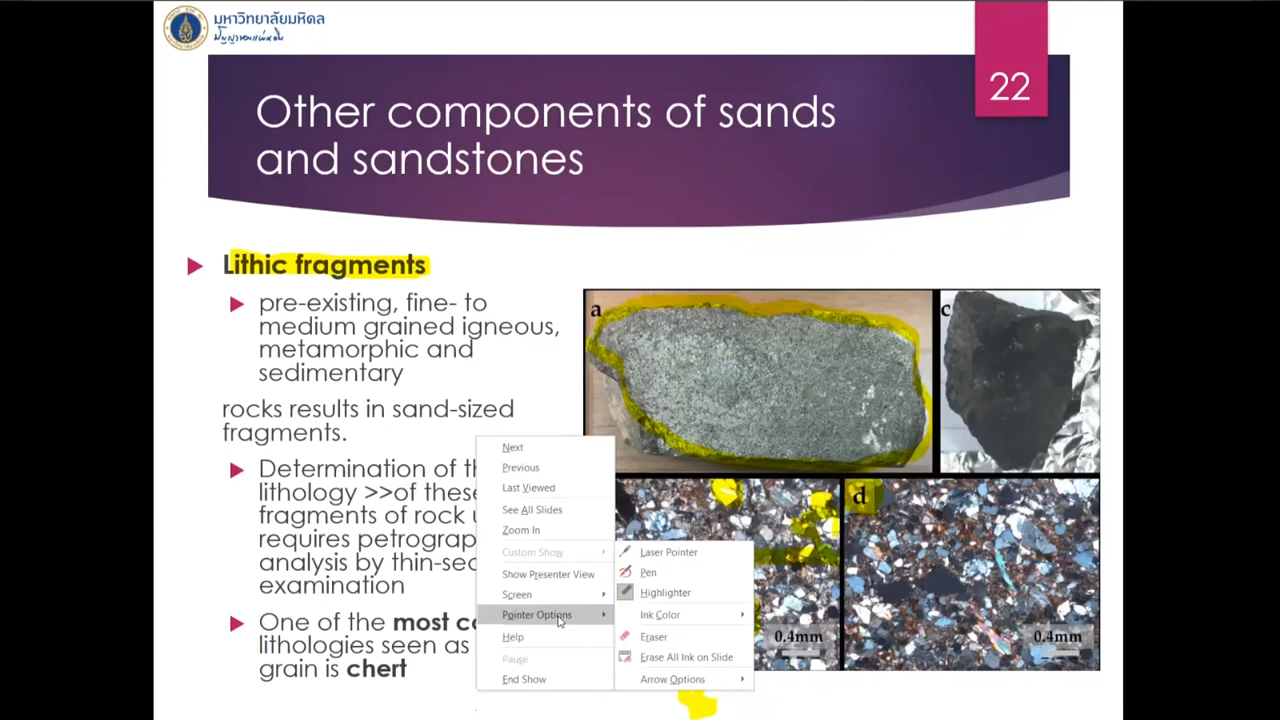 มหาวิทยาลัยมหิดล
ปัญญาของแผ่นดิน
22
Other components of sands
and sandstones
Lithic fragments
pre-existing, fine- to
medium grained igneous,
metamorphic and
sedimentary
rocks results in sand-sized
fragments.
Determination of
lithology >>of these
fragments of rock
requires petrograp
analysis by thin-sec
examination
One of the most
lithologies seen as
grain is chert
a
c
d
0.4mm
0.4mm
Next
Previous
Last Viewed
See All Slides
Zoom In
Custom Show
Show Presenter View
Screen
Pointer Options
Help
Pause
End Show
Laser Pointer
Pen
Highlighter
Ink Color
Eraser
Erase All Ink on Slide
Arrow Options